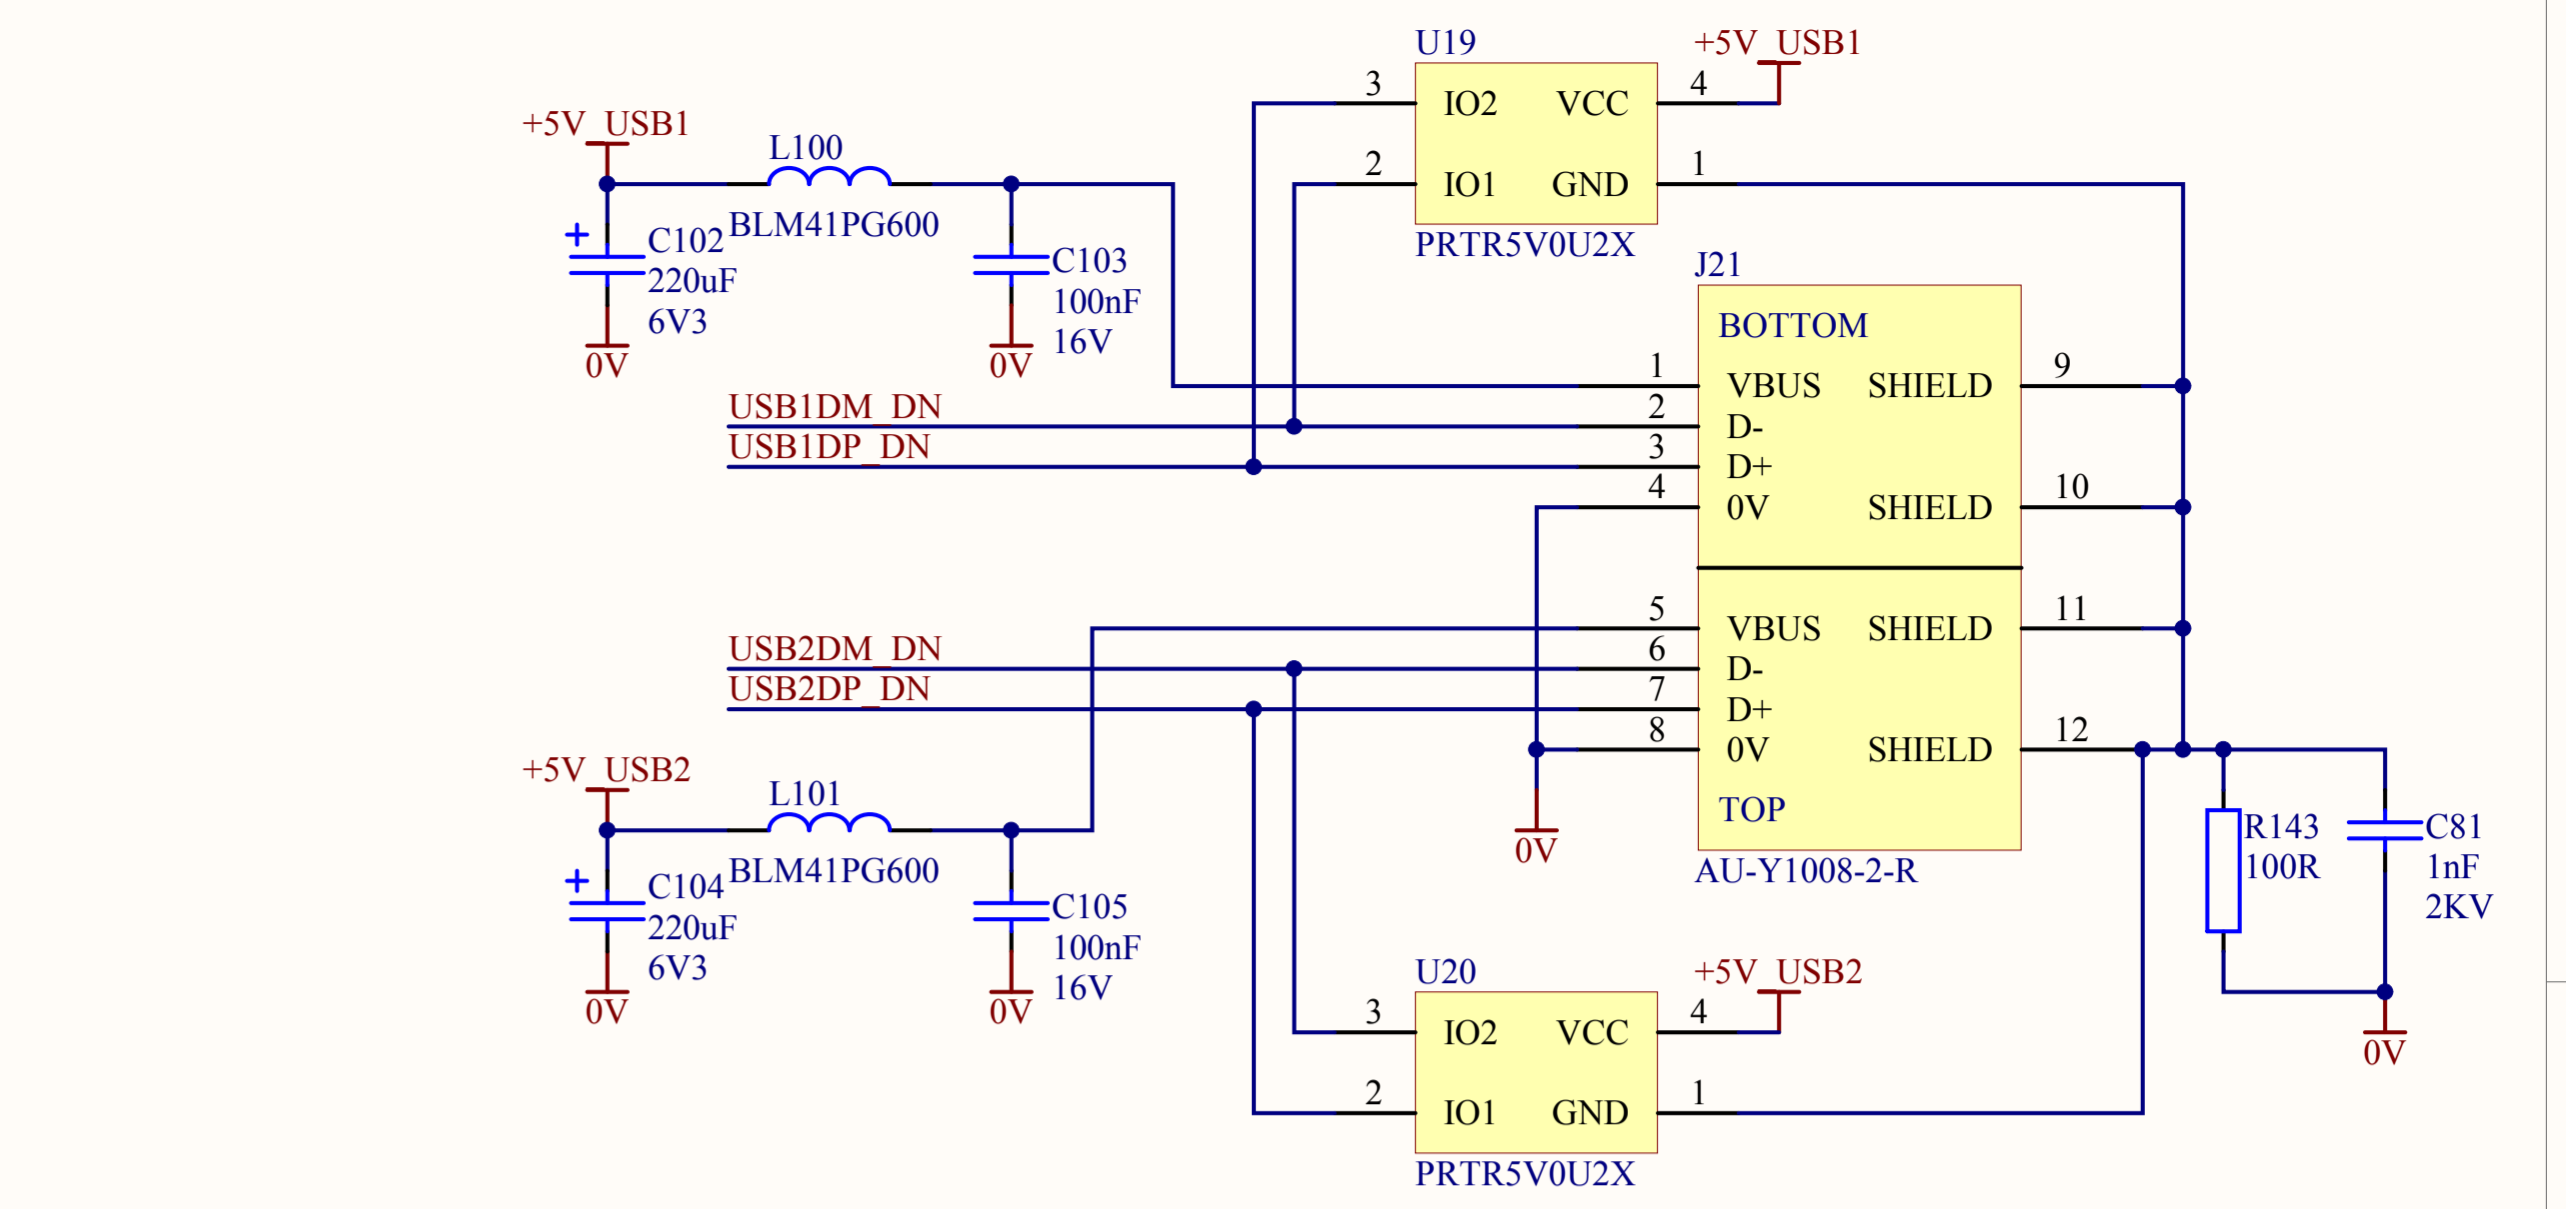 U19
+5V_USB1
3 IO2 VCC 4
2 IO1 GND 1
PRTR5V0U2X
+5V_USB1
L100
BLM41PG600
C102
220uF
6V3
0V
C103
100nF
16V
0V
J21
BOTTOM
1 VBUS SHIELD 9
USB1DM_DN 2 D-
USB1DP_DN 3 D+
4 0V SHIELD 10
5 VBUS SHIELD 11
USB2DM_DN 6 D-
USB2DP_DN 7 D+
8 0V SHIELD 12
TOP
AU-Y1008-2-R
0V
+5V_USB2
L101
BLM41PG600
C104
220uF
6V3
0V
C105
100nF
16V
0V
R143
100R
C81
1nF
2KV
0V
U20
+5V_USB2
3 IO2 VCC 4
2 IO1 GND 1
PRTR5V0U2X